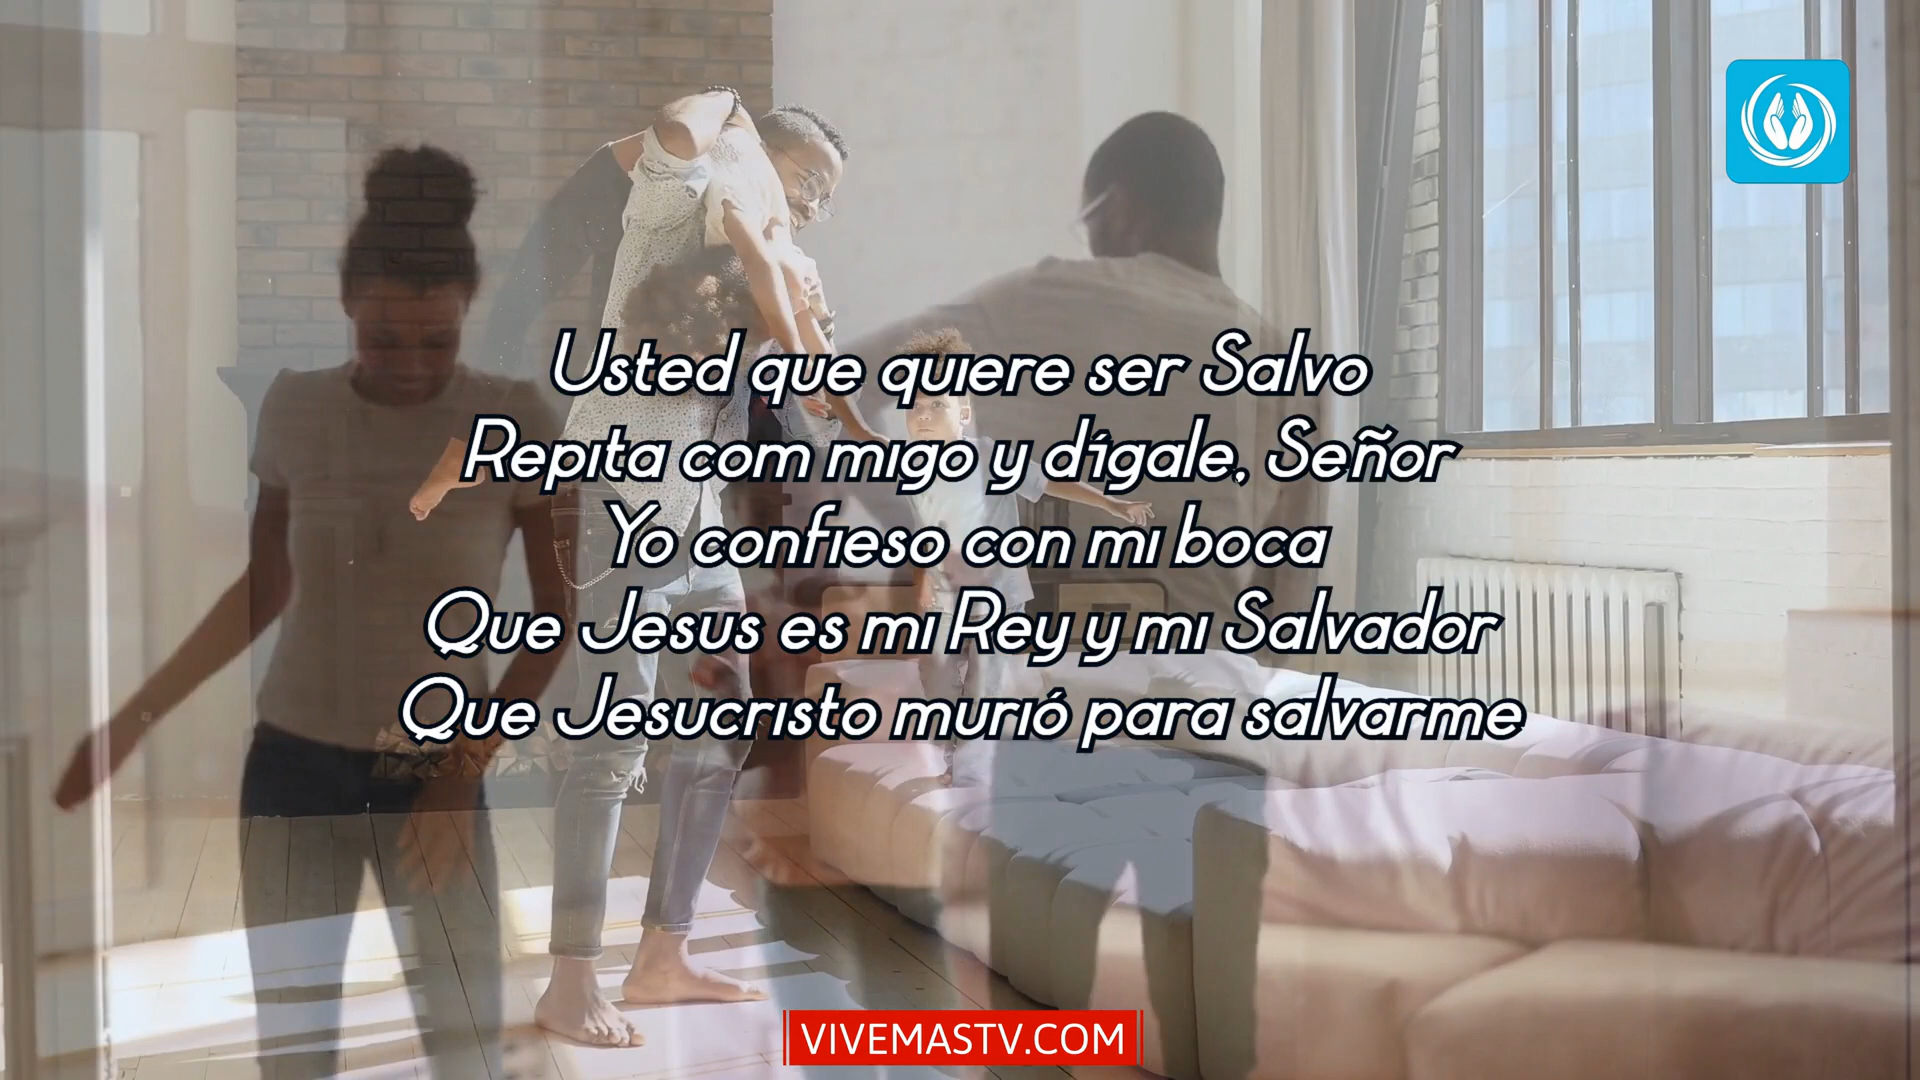 Usted que quiere ser Salvo
Repita com migo y dígale, Señor
Yo confieso con mi boca
Que Jesus es mi Rey y mi Salvador
Que Jesucristo murió para salvarme
VIVEMASTV.COM